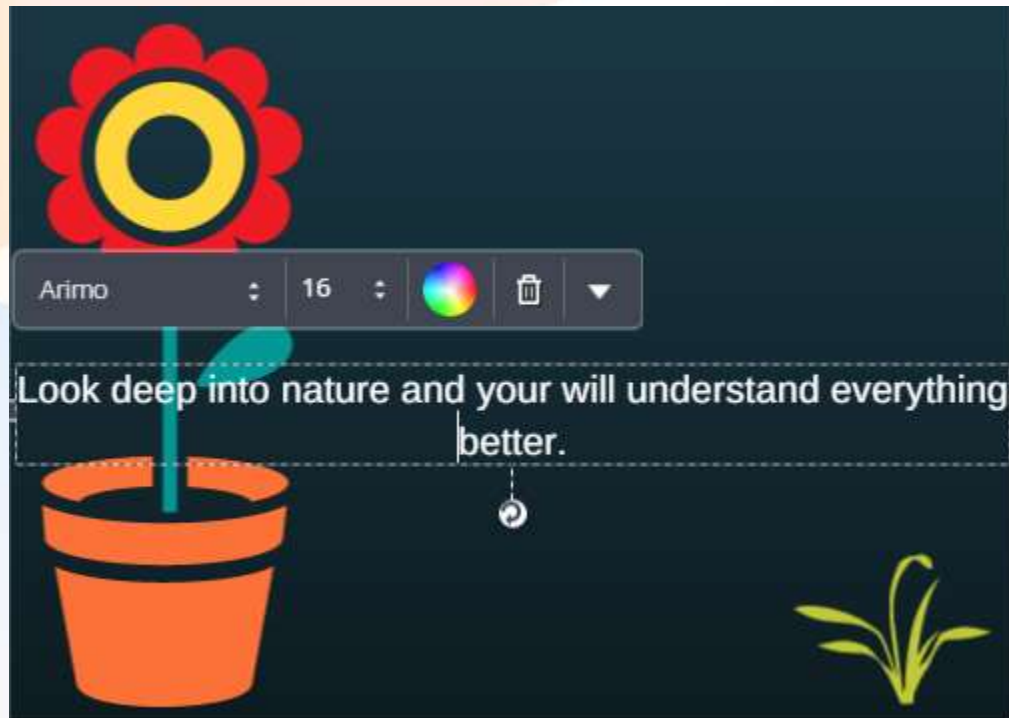 Arimo 16
Look deep into nature and your will understand everything
better.